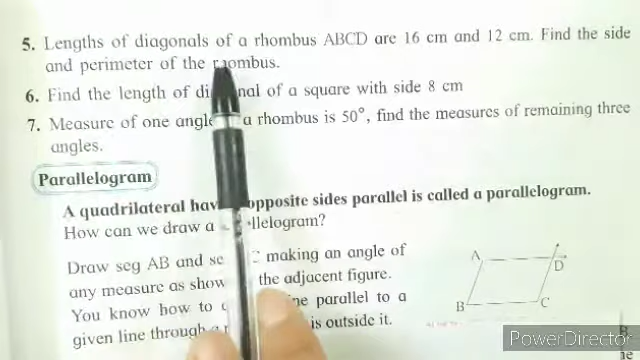 5. Lengths of diagonals of a rhombus ABCD are 16 cm and 12 cm. Find the side
and perimeter of the rhombus.
6. Find the length of di nal of a square with side 8 cm
7. Measure of one angle a rhombus is 50°, find the measures of remaining three
angles.
Parallelogram
A quadrilateral hav opposite sides parallel is called a parallelogram.
How can we draw a llelogram?
Draw seg AB and se making an angle of
any measure as show the adjacent figure.
You know how to ne parallel to a
given line through is outside it.
A
D
B
C
PowerDirector